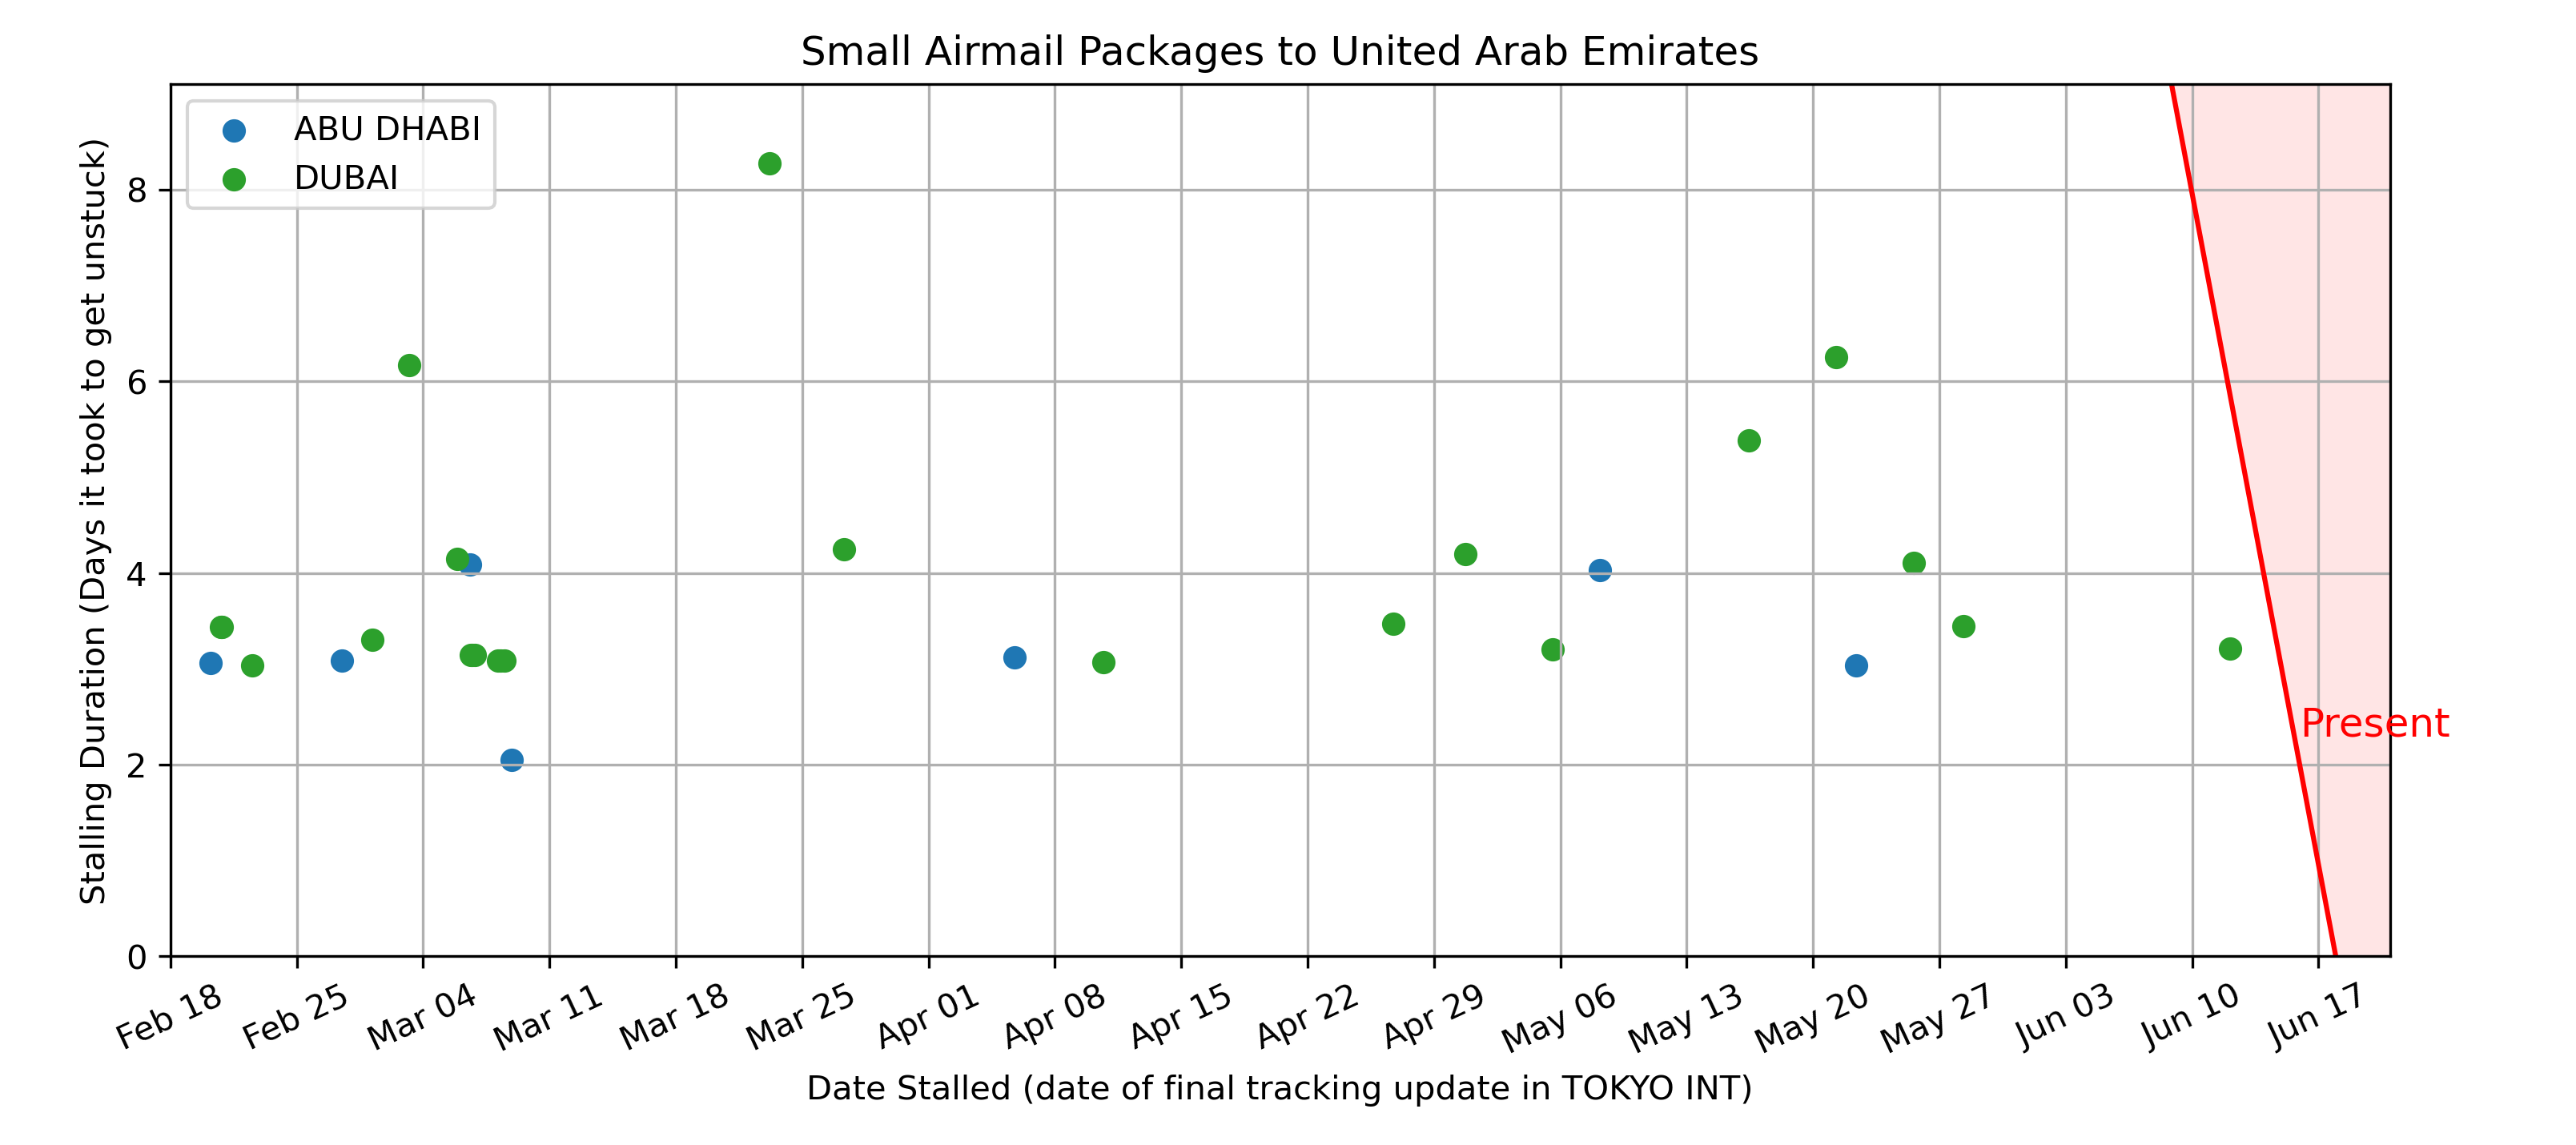 Small Airmail Packages to United Arab Emirates
ABU DHABI
DUBAI
Stalling Duration (Days it took to get unstuck)
8
6
4
2
0
Present
Feb 18
Feb 25
Mar 04
Mar 11
Mar 18
Mar 25
Apr 01
Apr 08
Apr 15
Apr 22
Apr 29
May 06
May 13
May 20
May 27
Jun 03
Jun 10
Jun 17
Date Stalled (date of final tracking update in TOKYO INT)